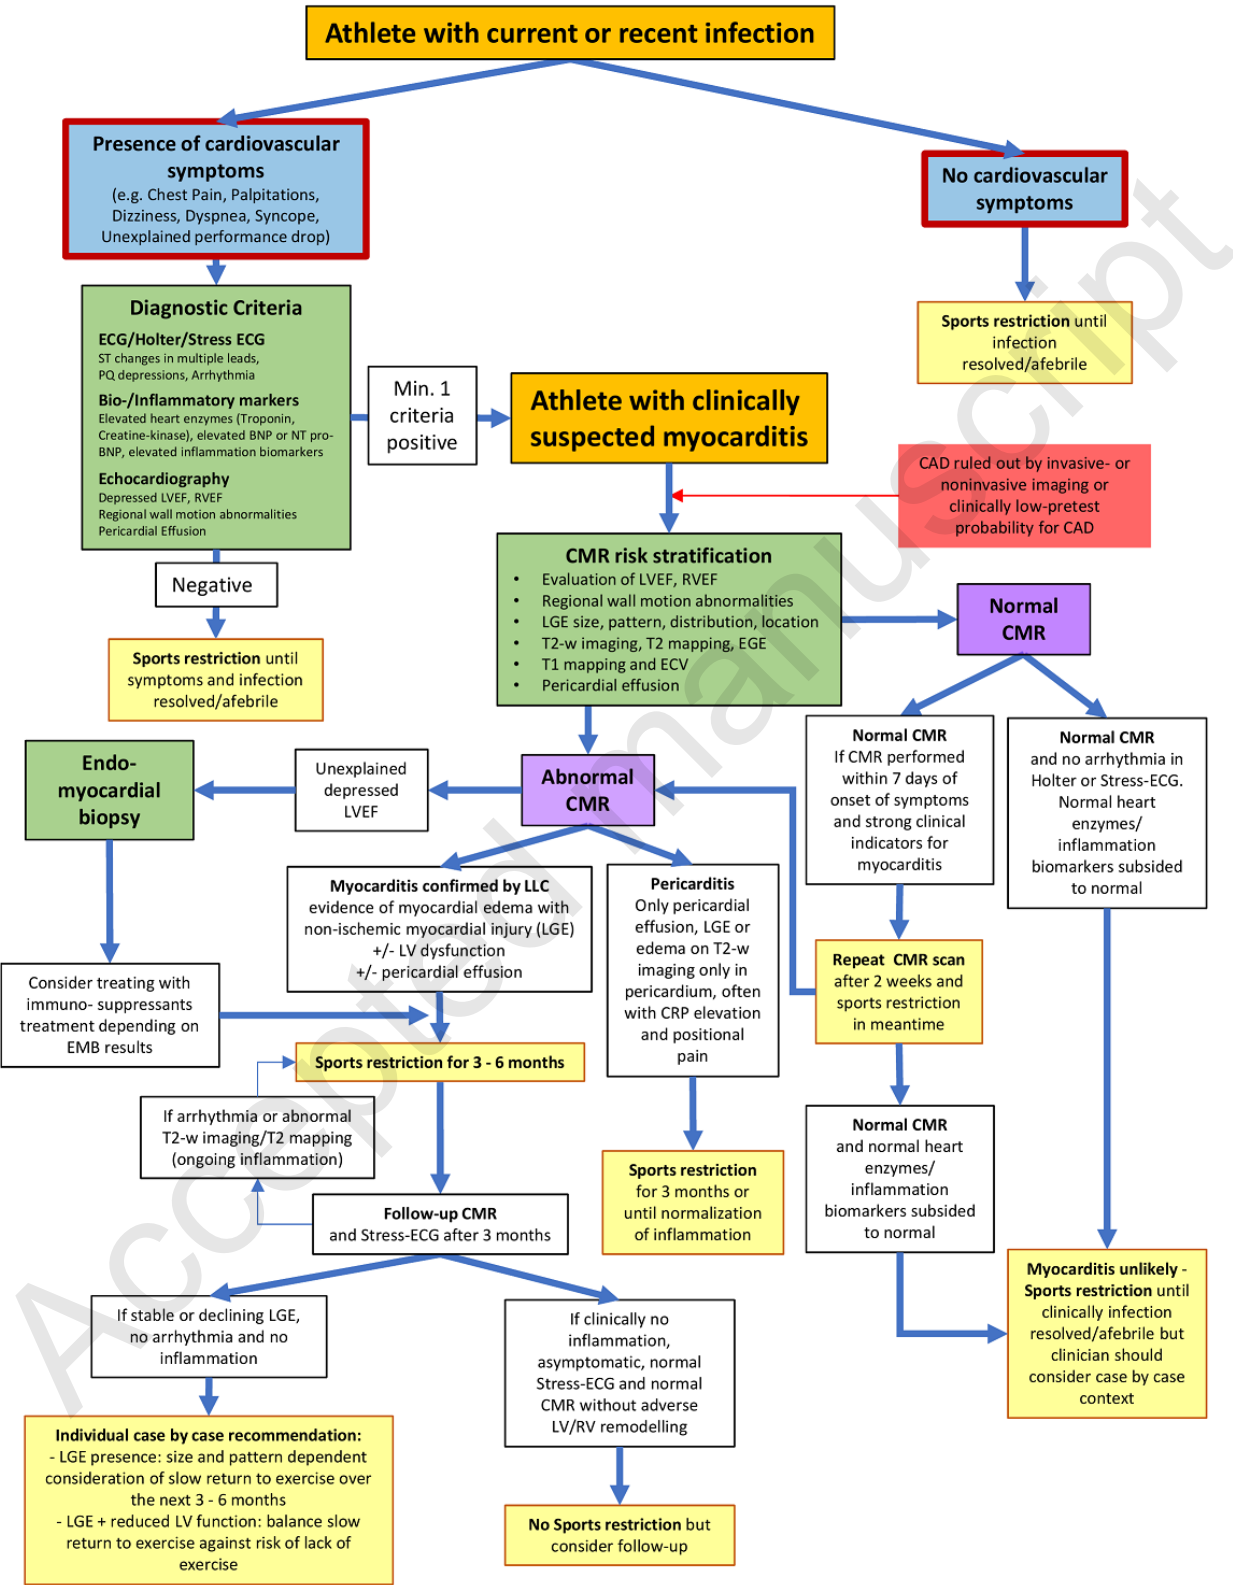 Athlete with current or recent infection
Presence of cardiovascular
symptoms
(e.g. Chest Pain, Palpitations,
Dizziness, Dyspnea, Syncope,
Unexplained performance drop)
No cardiovascular
symptoms
Diagnostic Criteria
ECG/Holter/Stress ECG
ST changes in multiple leads,
PQ depressions, Arrhythmia
Bio-/Inflammatory markers
Elevated heart enzymes (Troponin,
Creatine-kinase), elevated BNP or NT pro-
BNP, elevated inflammation biomarkers
Echocardiography
Depressed LVEF, RVEF
Regional wall motion abnormalities
Pericardial Effusion
Min. 1
criteria
positive
Athlete with clinically
suspected myocarditis
Sports restriction until
infection
resolved/afebrile
CAD ruled out by invasive- or
noninvasive imaging or
clinically low-pretest
probability for CAD
Negative
Sports restriction until
symptoms and infection
resolved/afebrile
CMR risk stratification
• Evaluation of LVEF, RVEF
• Regional wall motion abnormalities
• LGE size, pattern, distribution, location
• T2-w imaging, T2 mapping, EGE
• T1 mapping and ECV
• Pericardial effusion
Normal
CMR
Endo-
myocardial
biopsy
Unexplained
depressed
LVEF
Abnormal
CMR
Normal CMR
If CMR performed
within 7 days of
onset of symptoms
and strong clinical
indicators for
myocarditis
Normal CMR
and no arrhythmia in
Holter or Stress-ECG.
Normal heart
enzymes/
inflammation
biomarkers subsided
to normal
Myocarditis confirmed by LLC
evidence of myocardial edema with
non-ischemic myocardial injury (LGE)
+/- LV dysfunction
+/- pericardial effusion
Pericarditis
Only pericardial
effusion, LGE or
edema on T2-w
imaging only in
pericardium, often
with CRP elevation
and positional
pain
Repeat CMR scan
after 2 weeks and
sports restriction
in meantime
Consider treating with
immuno- suppressants
treatment depending on
EMB results
Sports restriction for 3 - 6 months
If arrhythmia or abnormal
T2-w imaging/T2 mapping
(ongoing inflammation)
Normal CMR
and normal heart
enzymes/
inflammation
biomarkers subsided
to normal
Sports restriction
for 3 months or
until normalization
of inflammation
Follow-up CMR
and Stress-ECG after 3 months
Myocarditis unlikely -
Sports restriction until
clinically infection
resolved/afebrile but
clinician should
consider case by case
context
If stable or declining LGE,
no arrhythmia and no
inflammation
If clinically no
inflammation,
asymptomatic, normal
Stress-ECG and normal
CMR without adverse
LV/RV remodelling
Individual case by case recommendation:
- LGE presence: size and pattern dependent
consideration of slow return to exercise over
the next 3 - 6 months
- LGE + reduced LV function: balance slow
return to exercise against risk of lack of
exercise
No Sports restriction but
consider follow-up
Accepted manuscript